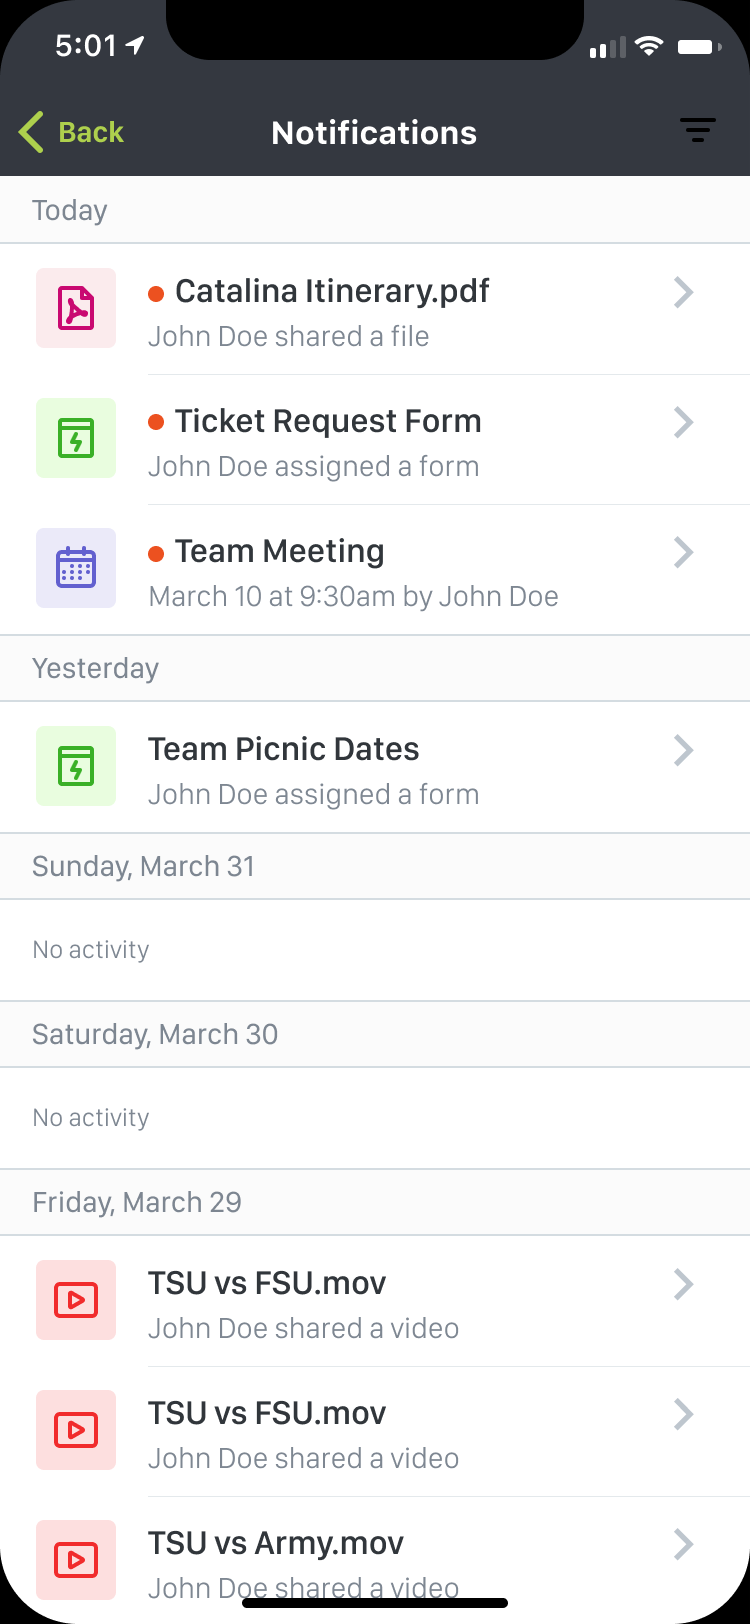 5:01
Back
Notifications
Today
Catalina Itinerary.pdf
John Doe shared a file
Ticket Request Form
John Doe assigned a form
Team Meeting
March 10 at 9:30am by John Doe
Yesterday
Team Picnic Dates
John Doe assigned a form
Sunday, March 31
No activity
Saturday, March 30
No activity
Friday, March 29
TSU vs FSU.mov
John Doe shared a video
TSU vs FSU.mov
John Doe shared a video
TSU vs Army.mov
John Doe shared a video